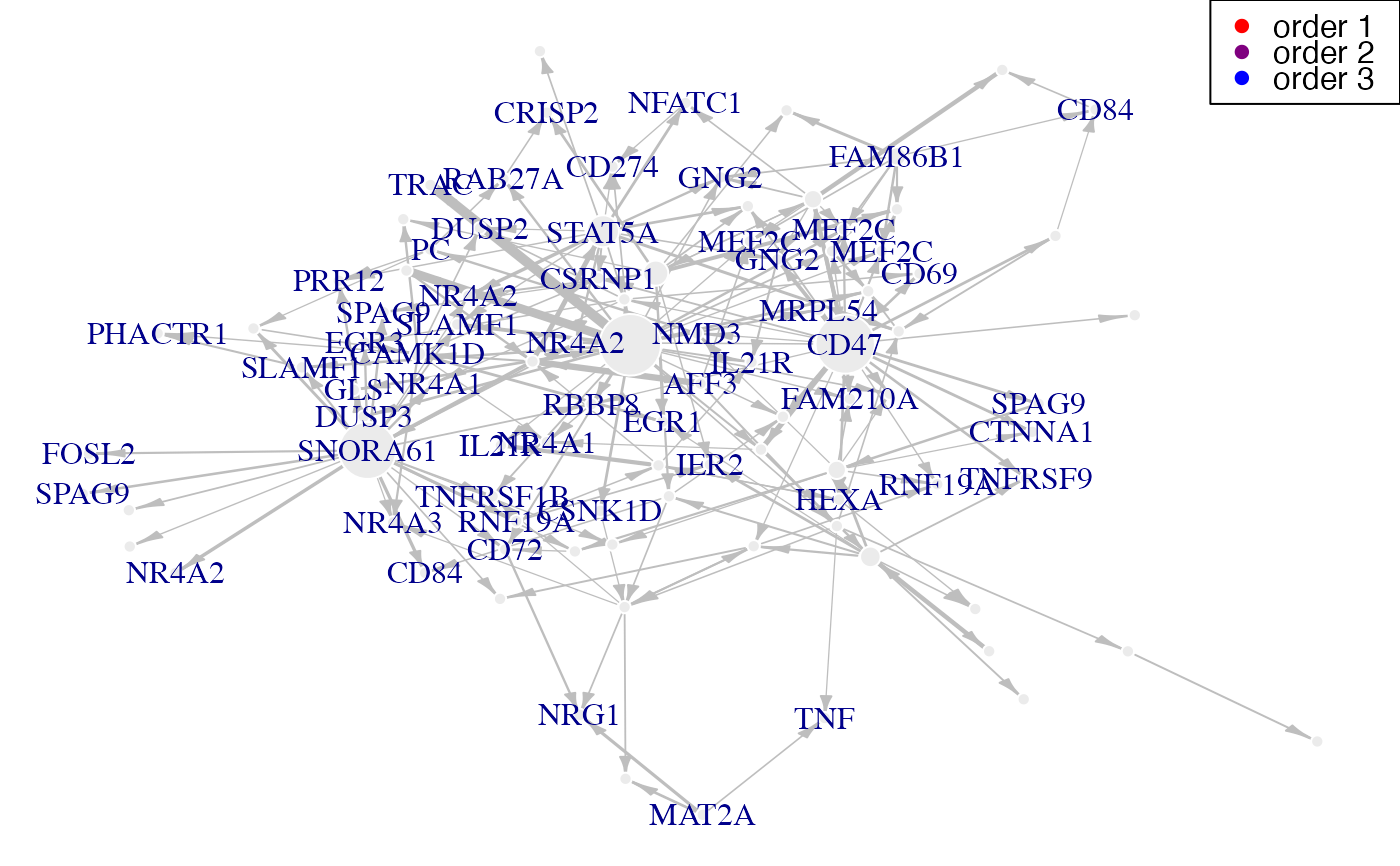 order 1
order 2
order 3
CRISP2
NFATC1
CD84
FAM86B1
CD274
TRAC
RAB27A
GNG2
DUSP2
STAT5A
MEF2C
MEF2C
PC
MEF2C
GNG2
CD69
PRR12
CSRNP1
NR4A2
SPAG9
MRPL54
SLAMF1
PHACTR1
EGR3
NR4A2
NMD3
CD47
CAMK1D
SLAMF1
IL21R
GLS
NR4A1
AFF3
DUSP3
RBBP8
FAM210A
SPAG9
EGR1
CTNNA1
FOSL2
SNORA61
IL21R
NR4A1
IER2
SPAG9
TNFRSF1B
RNF19A
TNFRSF9
HEXA
NR4A3
RNF19A
CSNK1D
CD72
NR4A2
CD84
NRG1
TNF
MAT2A